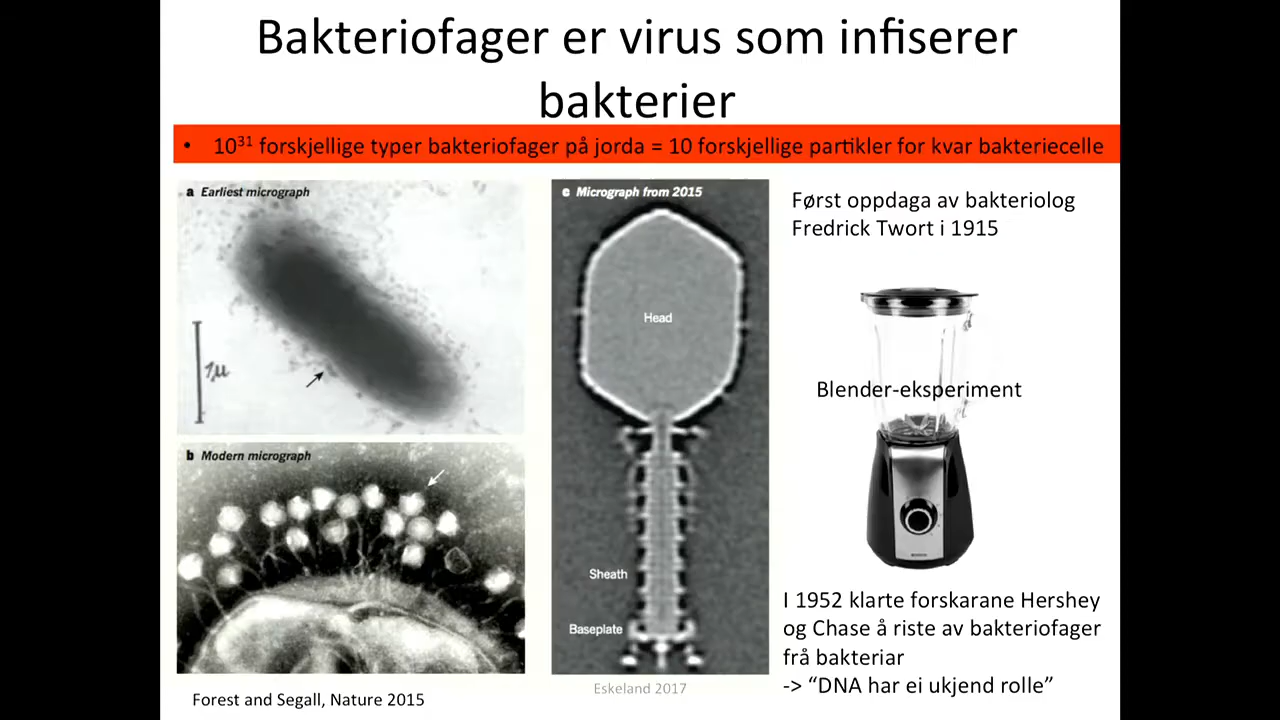 Bakteriofager er virus som infiserer
bakterier
• 10³¹ forskjellige typer bakteriofager på jorda = 10 forskjellige partikler for kvar bakteriecelle
a Earliest micrograph
1µ
b Modern micrograph
Forest and Segall, Nature 2015
c Micrograph from 2015
Head
Sheath
Baseplate
Eskeland 2017
Først oppdaga av bakteriolog
Fredrick Twort i 1915
Blender-eksperiment
I 1952 klarte forskarane Hershey
og Chase å riste av bakteriofager
frå bakteriar
-> “DNA har ei ukjend rolle”